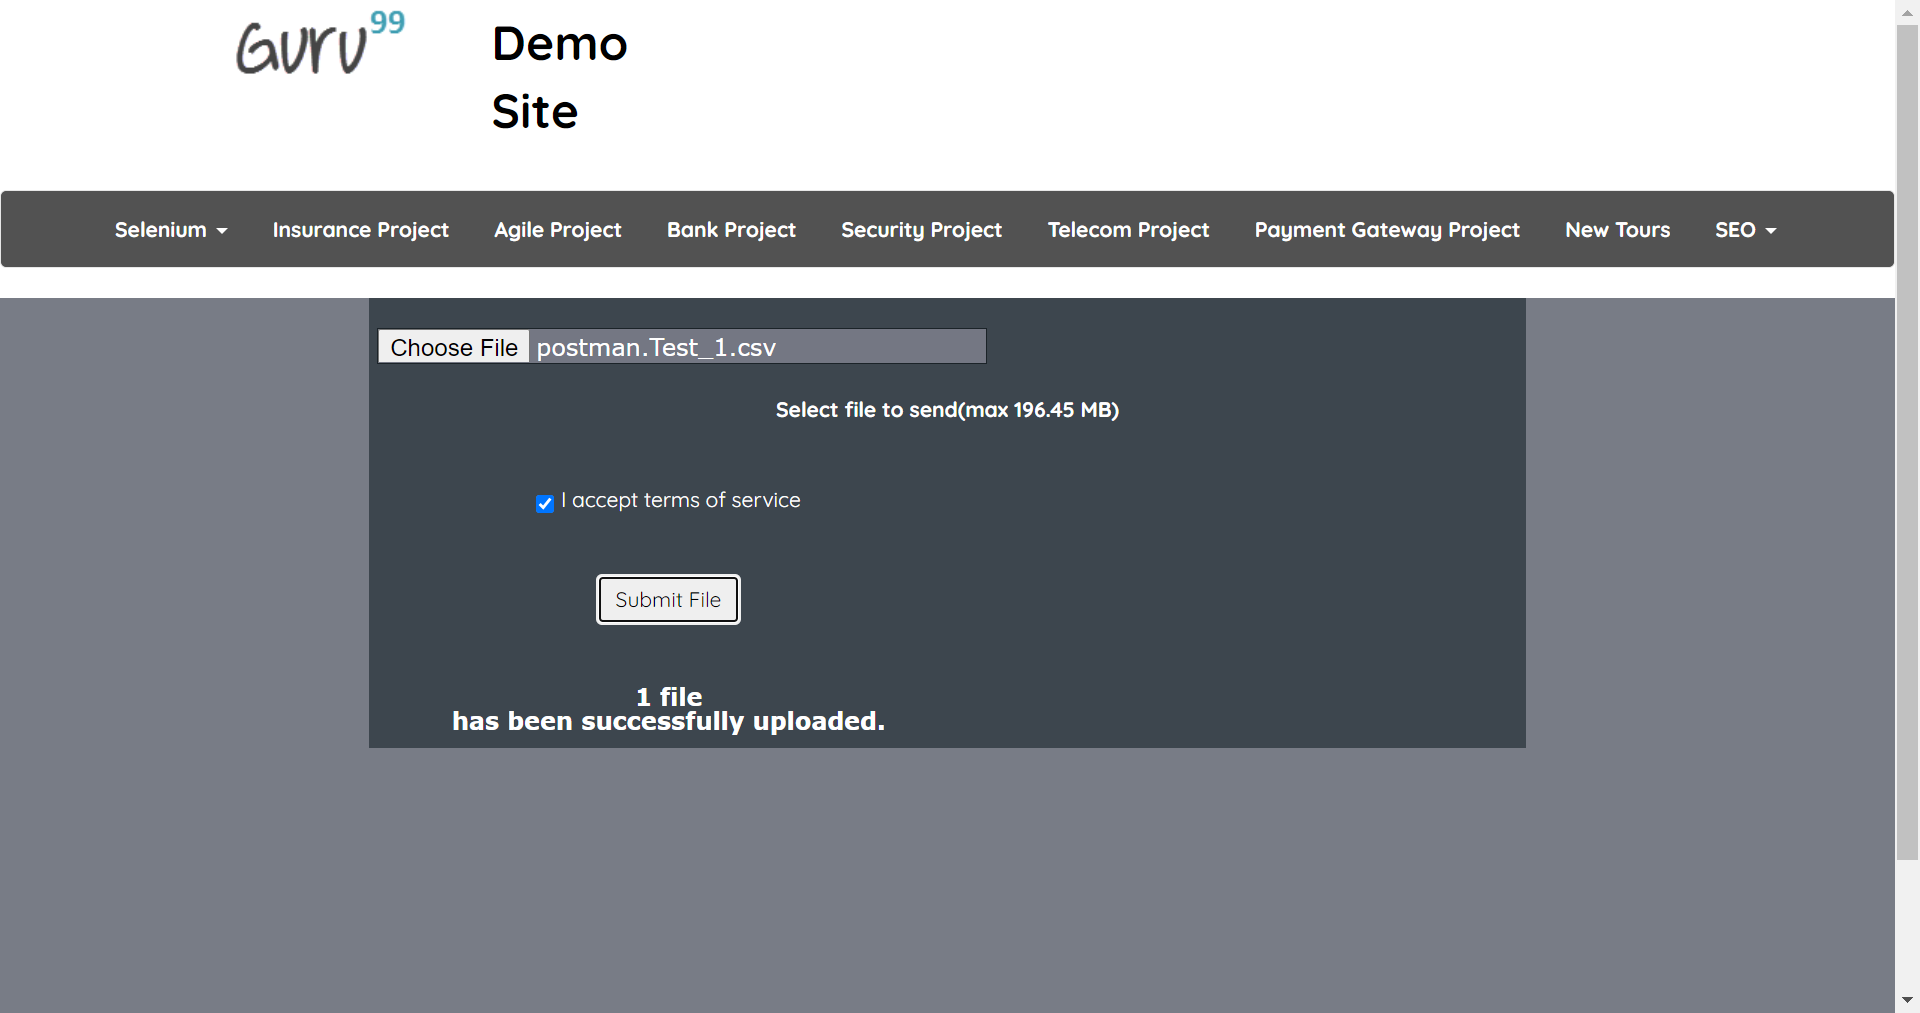 Guru99
Demo
Site
Selenium
Insurance Project
Agile Project
Bank Project
Security Project
Telecom Project
Payment Gateway Project
New Tours
SEO
Choose File
postman.Test_1.csv
Select file to send(max 196.45 MB)
I accept terms of service
Submit File
1 file
has been successfully uploaded.